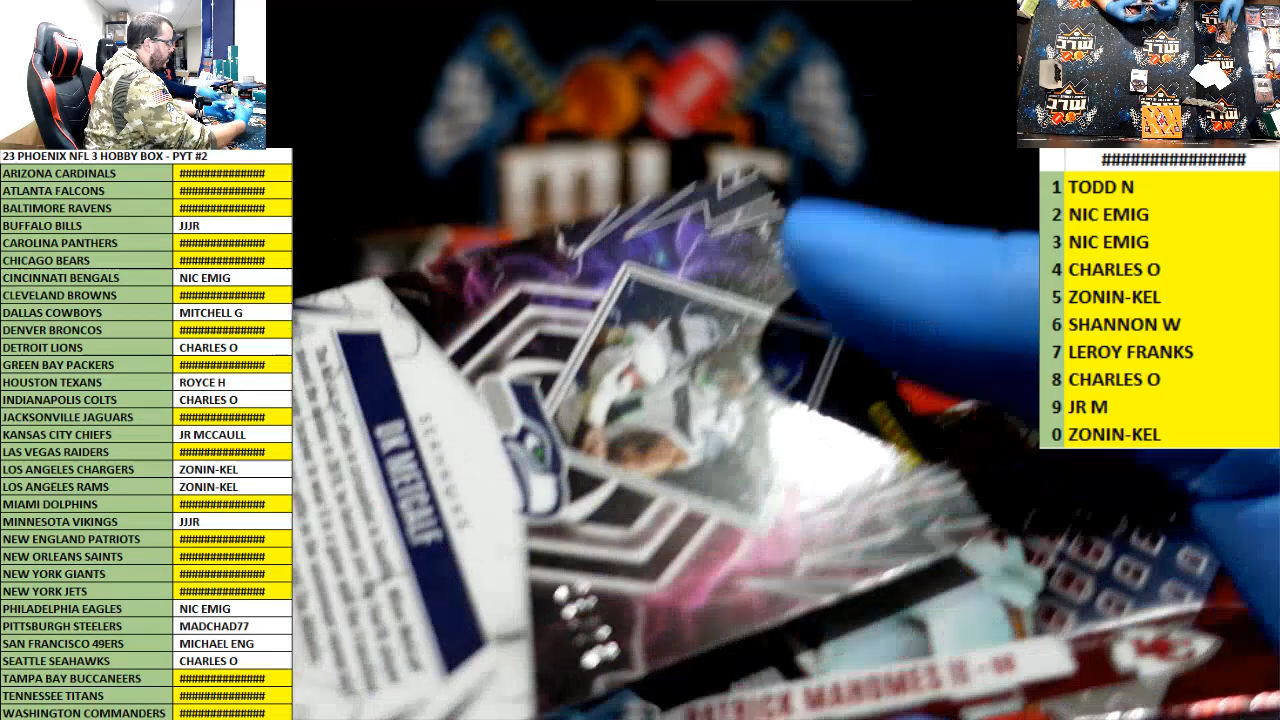 23 PHOENIX NFL 3 HOBBY BOX - PYT #2
ARIZONA CARDINALS ##############
ATLANTA FALCONS ##############
BALTIMORE RAVENS ##############
BUFFALO BILLS JJJR
CAROLINA PANTHERS ##############
CHICAGO BEARS ##############
CINCINNATI BENGALS NIC EMIG
CLEVELAND BROWNS ##############
DALLAS COWBOYS MITCHELL G
DENVER BRONCOS ##############
DETROIT LIONS CHARLES O
GREEN BAY PACKERS ##############
HOUSTON TEXANS ROYCE H
INDIANAPOLIS COLTS CHARLES O
JACKSONVILLE JAGUARS ##############
KANSAS CITY CHIEFS JR MCCAULL
LAS VEGAS RAIDERS ##############
LOS ANGELES CHARGERS ZONIN-KEL
LOS ANGELES RAMS ZONIN-KEL
MIAMI DOLPHINS ##############
MINNESOTA VIKINGS JJJR
NEW ENGLAND PATRIOTS ##############
NEW ORLEANS SAINTS ##############
NEW YORK GIANTS ##############
NEW YORK JETS ##############
PHILADELPHIA EAGLES NIC EMIG
PITTSBURGH STEELERS MADCHAD77
SAN FRANCISCO 49ERS MICHAEL ENG
SEATTLE SEAHAWKS CHARLES O
TAMPA BAY BUCCANEERS ##############
TENNESSEE TITANS ##############
WASHINGTON COMMANDERS ##############
SEAHAWKS
DK METCALF
PATRICK MAHOMES II
###############
1 TODD N
2 NIC EMIG
3 NIC EMIG
4 CHARLES O
5 ZONIN-KEL
6 SHANNON W
7 LEROY FRANKS
8 CHARLES O
9 JR M
0 ZONIN-KEL